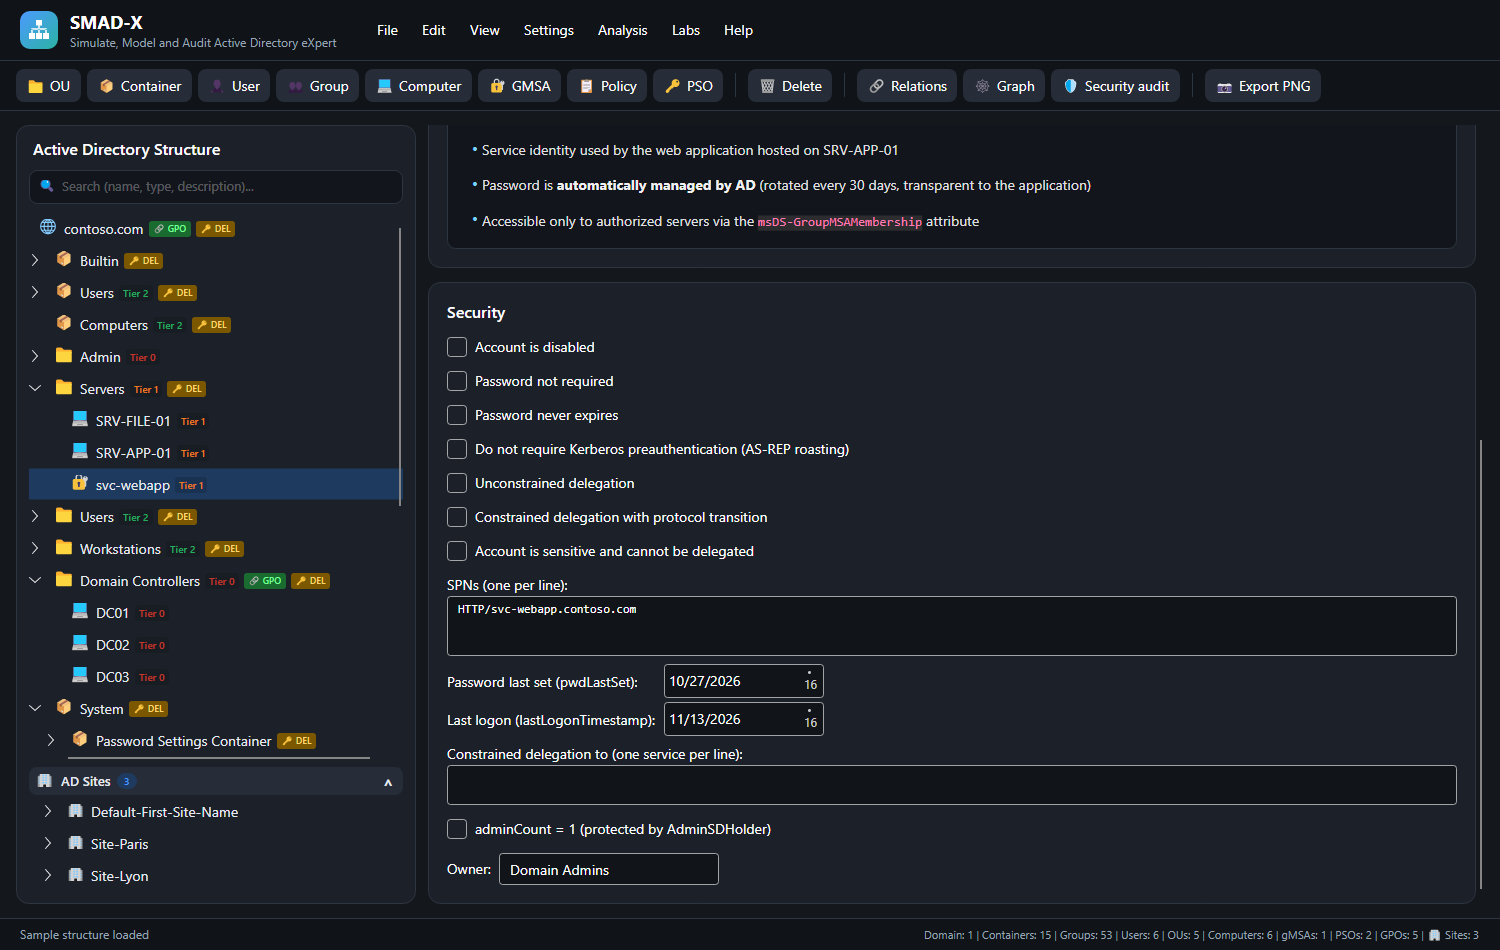 SMAD-X
Simulate, Model and Audit Active Directory eXpert
File Edit View Settings Analysis Labs Help
OU Container User Group Computer GMSA Policy PSO Delete Relations Graph Security audit Export PNG
Active Directory Structure
Search (name, type, description)...
contoso.com GPO DEL
Builtin DEL
Users Tier 2 DEL
Computers Tier 2 DEL
Admin Tier 0
Servers Tier 1 DEL
SRV-FILE-01 Tier 1
SRV-APP-01 Tier 1
svc-webapp Tier 1
Users Tier 2 DEL
Workstations Tier 2 DEL
Domain Controllers Tier 0 GPO DEL
DC01 Tier 0
DC02 Tier 0
DC03 Tier 0
System DEL
Password Settings Container DEL
AD Sites 3
Default-First-Site-Name
Site-Paris
Site-Lyon
• Service identity used by the web application hosted on SRV-APP-01
• Password is automatically managed by AD (rotated every 30 days, transparent to the application)
• Accessible only to authorized servers via the msDS-GroupMSAMembership attribute
Security
Account is disabled
Password not required
Password never expires
Do not require Kerberos preauthentication (AS-REP roasting)
Unconstrained delegation
Constrained delegation with protocol transition
Account is sensitive and cannot be delegated
SPNs (one per line):
HTTP/svc-webapp.contoso.com
Password last set (pwdLastSet): 10/27/2026 16
Last logon (lastLogonTimestamp): 11/13/2026 16
Constrained delegation to (one service per line):
adminCount = 1 (protected by AdminSDHolder)
Owner: Domain Admins
Sample structure loaded
Domain: 1 | Containers: 15 | Groups: 53 | Users: 6 | OUs: 5 | Computers: 6 | gMSAs: 1 | PSOs: 2 | GPOs: 5 | Sites: 3